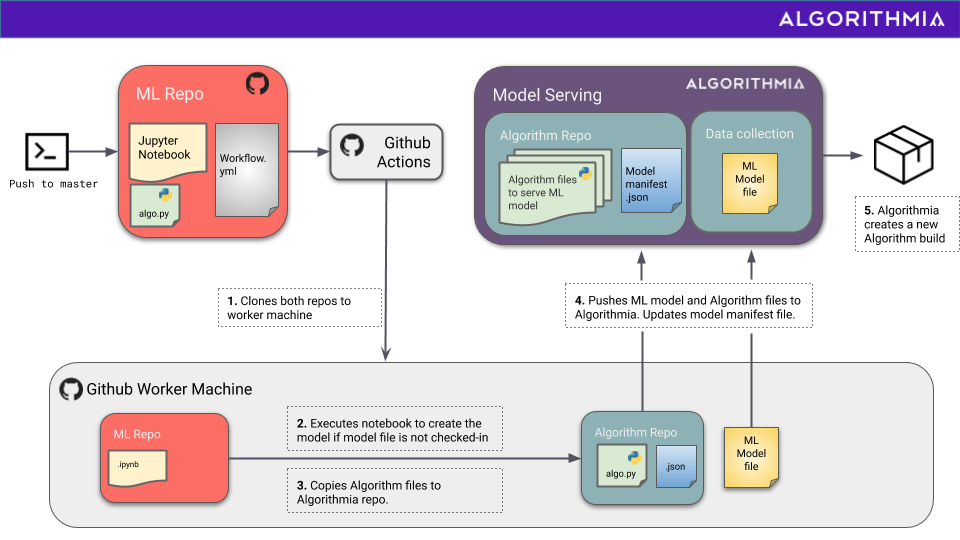 ALGORITHMIA
ML Repo
Jupyter
Notebook
algo.py
Workflow.
yml
Push to master
Github
Actions
Model Serving
ALGORITHMIA
Algorithm Repo
Algorithm files
to serve ML
model
Model
manifest
.json
Data collection
ML
Model
file
5. Algorithmia
creates a new
Algorithm build
1. Clones both repos to
worker machine
4. Pushes ML model and Algorithm files to
Algorithmia. Updates model manifest file.
Github Worker Machine
ML Repo
.ipynb
2. Executes notebook to create the
model if model file is not checked-in
3. Copies Algorithm files to
Algorithmia repo.
Algorithm Repo
algo.py
.json
ML
Model
file